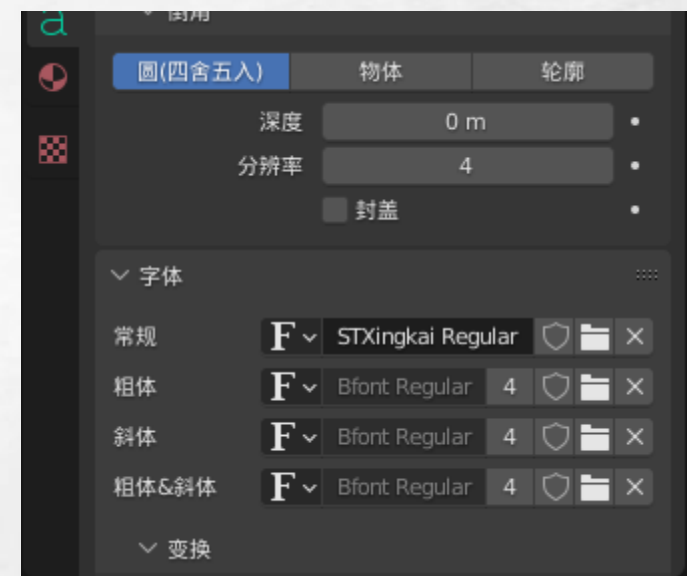 a
倒角
圆(四舍五入) 物体 轮廓
深度 0 m
分辨率 4
封盖
字体
常规 F STXingkai Regular
粗体 F Bfont Regular 4
斜体 F Bfont Regular 4
粗体&斜体 F Bfont Regular 4
变换